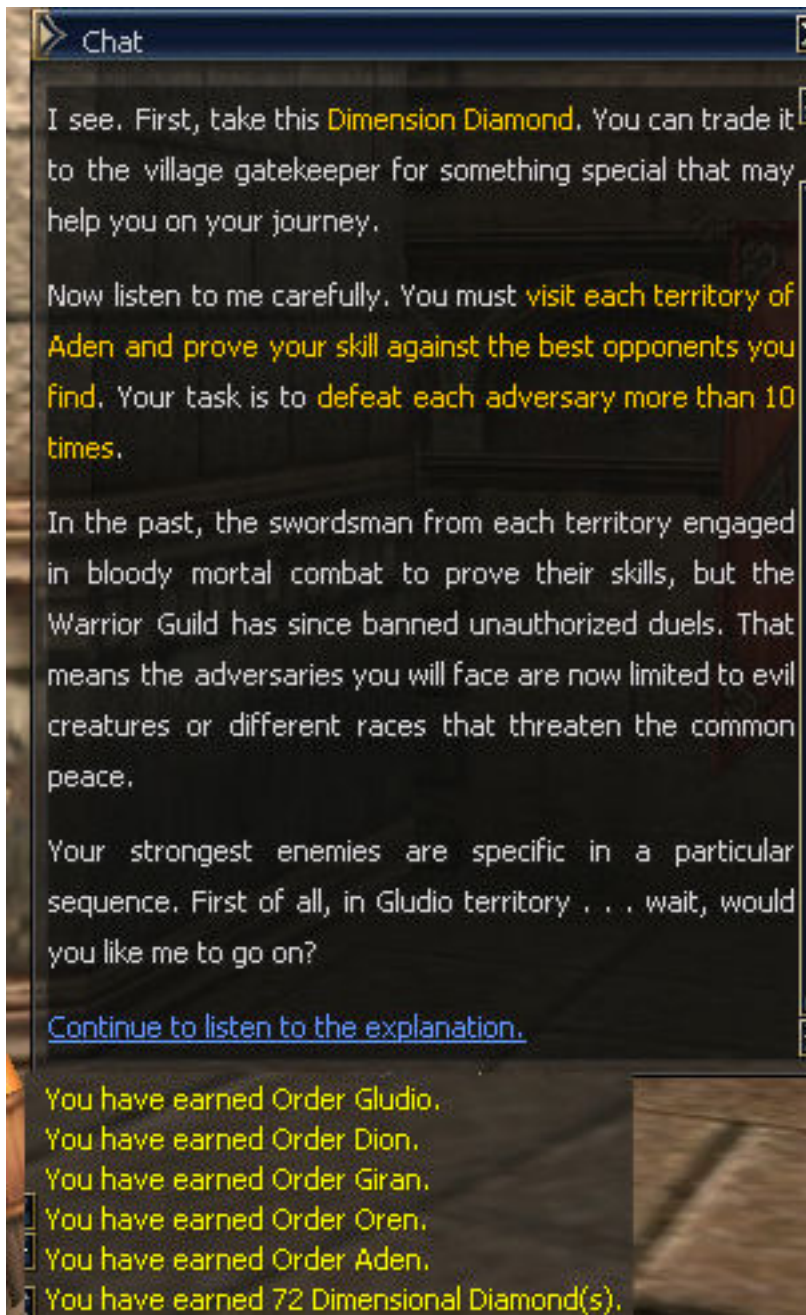 Chat
I see. First, take this Dimension Diamond. You can trade it
to the village gatekeeper for something special that may
help you on your journey.
Now listen to me carefully. You must visit each territory of
Aden and prove your skill against the best opponents you
find. Your task is to defeat each adversary more than 10
times.
In the past, the swordsman from each territory engaged
in bloody mortal combat to prove their skills, but the
Warrior Guild has since banned unauthorized duels. That
means the adversaries you will face are now limited to evil
creatures or different races that threaten the common
peace.
Your strongest enemies are specific in a particular
sequence. First of all, in Gludio territory . . . wait, would
you like me to go on?
Continue to listen to the explanation.
You have earned Order Gludio.
You have earned Order Dion.
You have earned Order Giran.
You have earned Order Oren.
You have earned Order Aden.
You have earned 72 Dimensional Diamond(s).